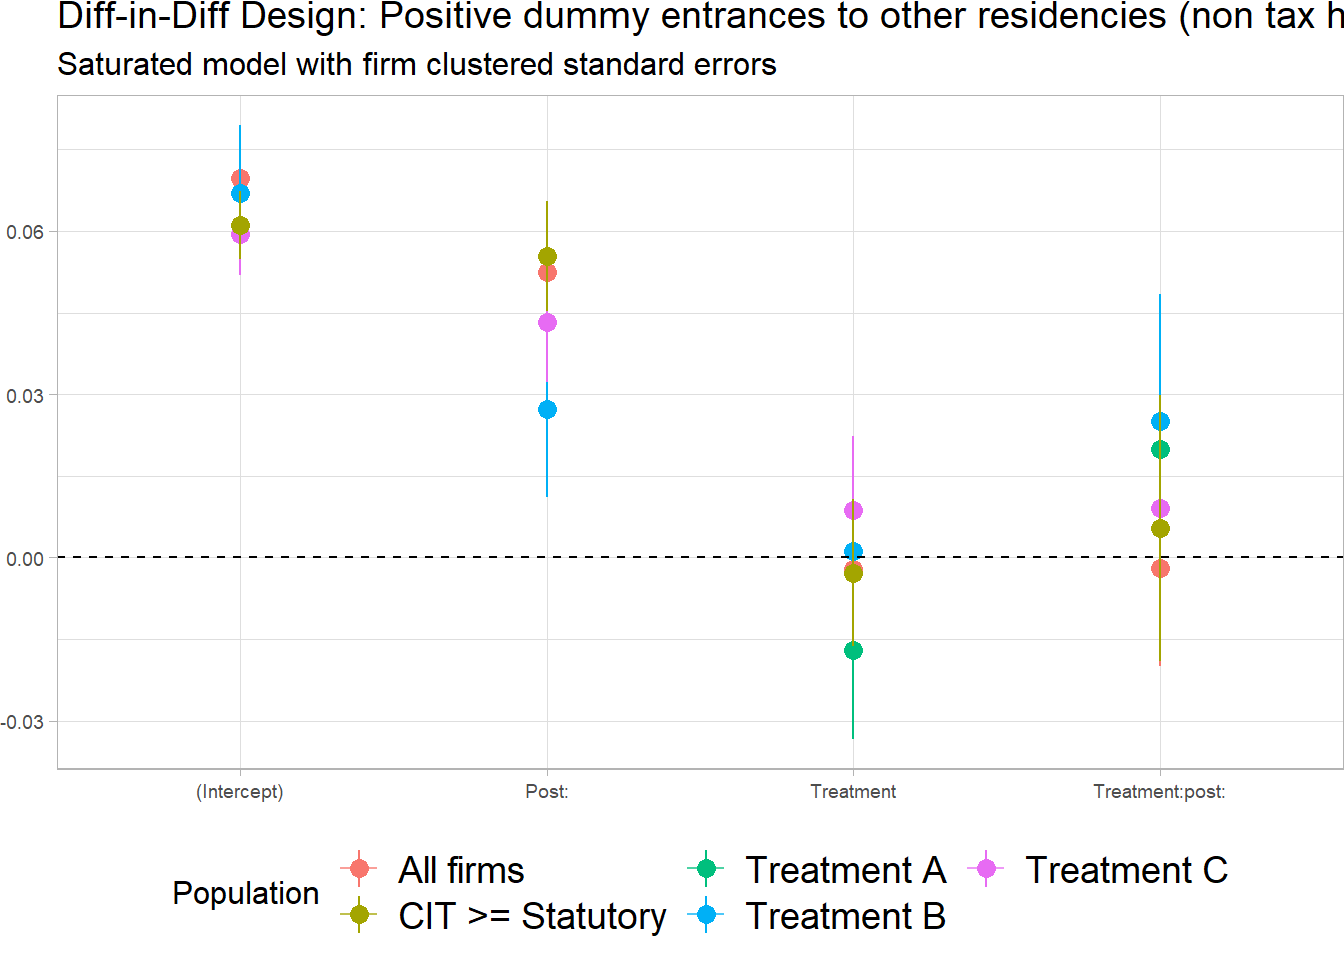 Diff-in-Diff Design: Positive dummy entrances to other residencies (non tax h
Saturated model with firm clustered standard errors
0.06
0.03
0.00
-0.03
(Intercept) Post: Treatment Treatment:post:
Population
All firms Treatment A Treatment C
CIT >= Statutory Treatment B